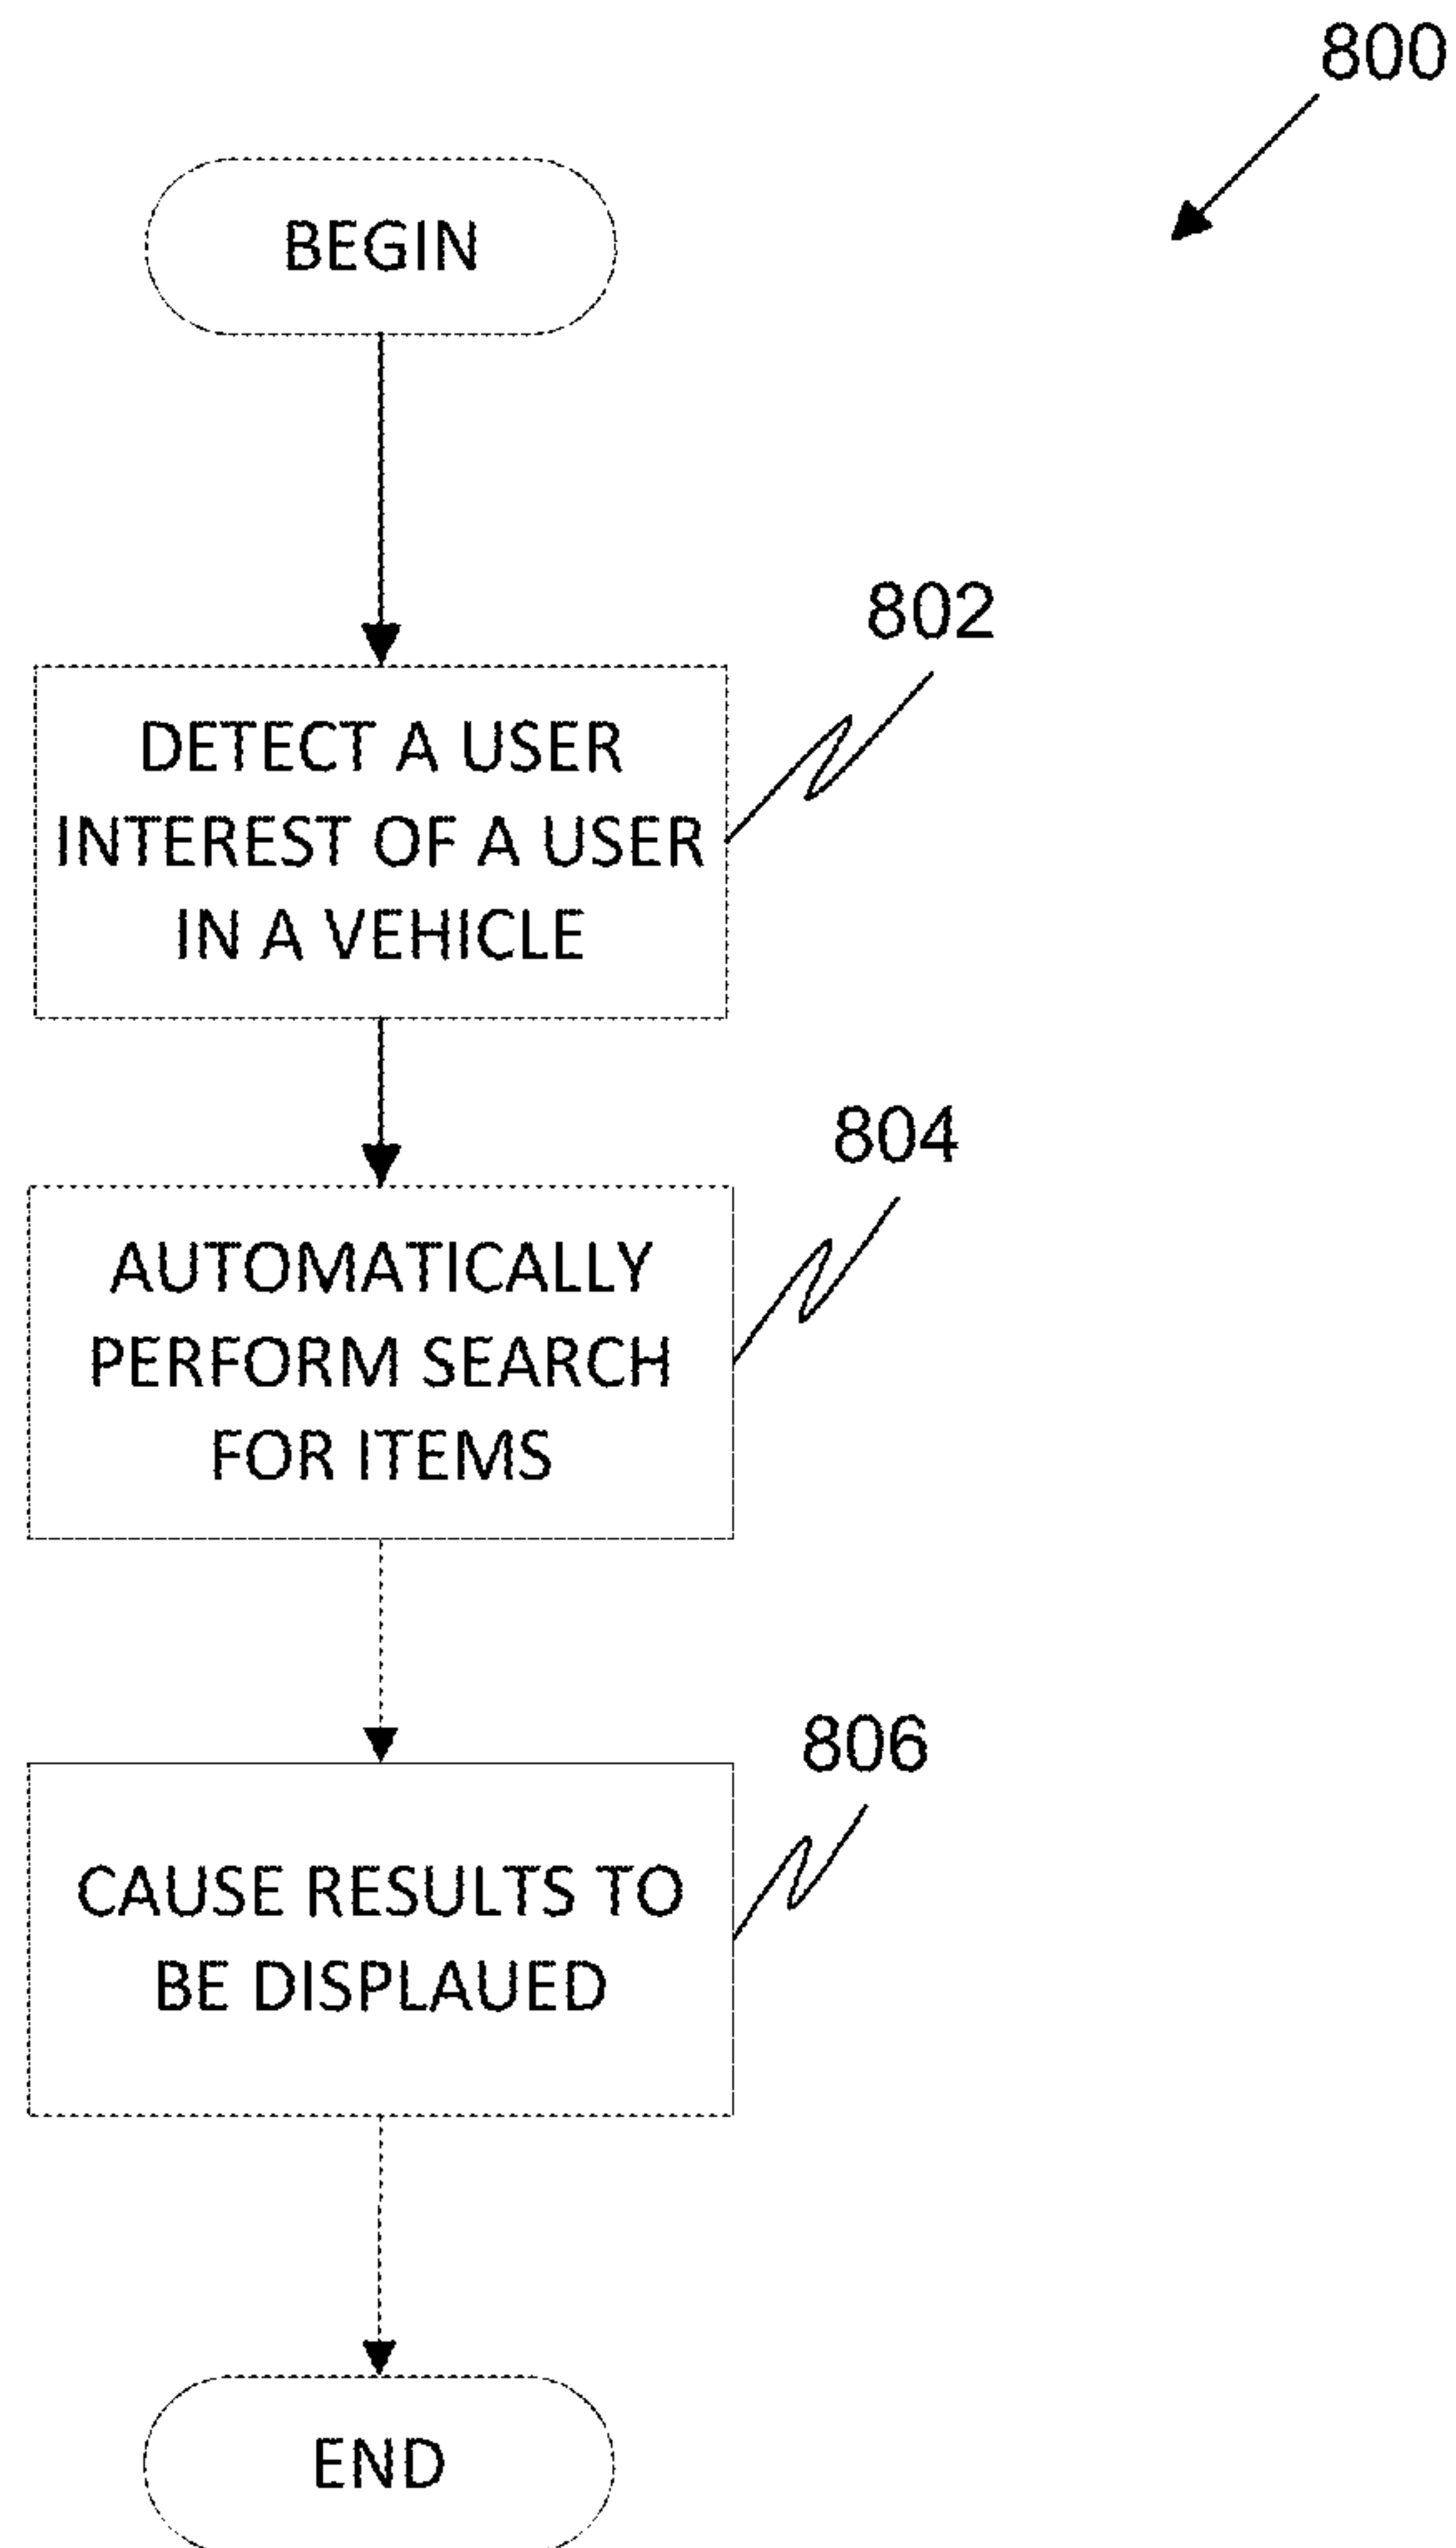 800
BEGIN
802
DETECT A USER
INTEREST OF A USER
IN A VEHICLE
804
AUTOMATICALLY
PERFORM SEARCH
FOR ITEMS
806
CAUSE RESULTS TO
BE DISPLAUED
END